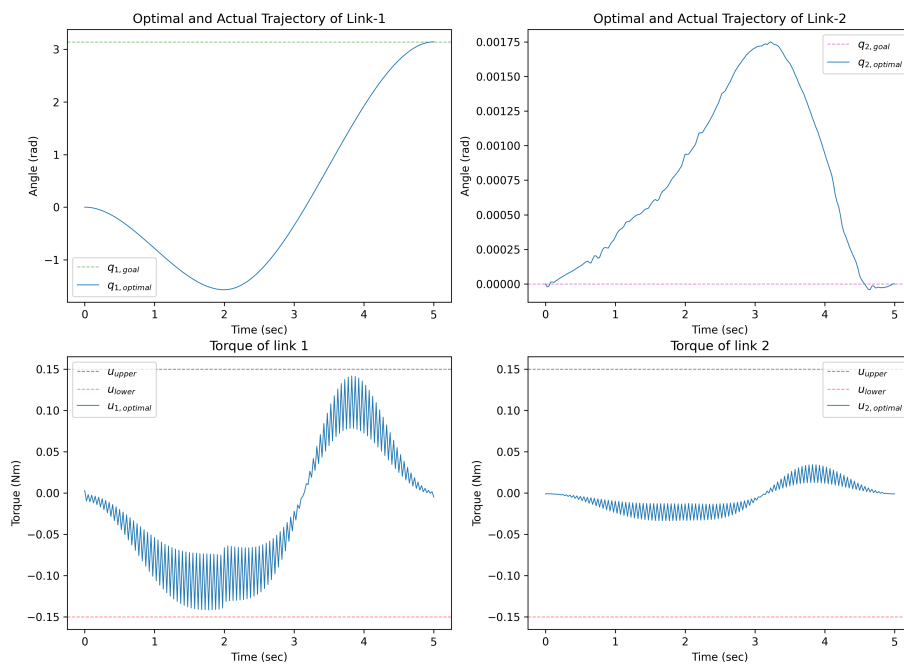 Optimal and Actual Trajectory of Link-1
Angle (rad)
3
2
1
0
−1
q1,goal
q1,optimal
0 1 2 3 4 5
Time (sec)
Optimal and Actual Trajectory of Link-2
Angle (rad)
0.00175
0.00150
0.00125
0.00100
0.00075
0.00050
0.00025
0.00000
q2,goal
q2,optimal
0 1 2 3 4 5
Time (sec)
Torque of link 1
Torque (Nm)
0.15
0.10
0.05
0.00
−0.05
−0.10
−0.15
uupper
ulower
u1,optimal
0 1 2 3 4 5
Time (sec)
Torque of link 2
Torque (Nm)
0.15
0.10
0.05
0.00
−0.05
−0.10
−0.15
uupper
ulower
u2,optimal
0 1 2 3 4 5
Time (sec)